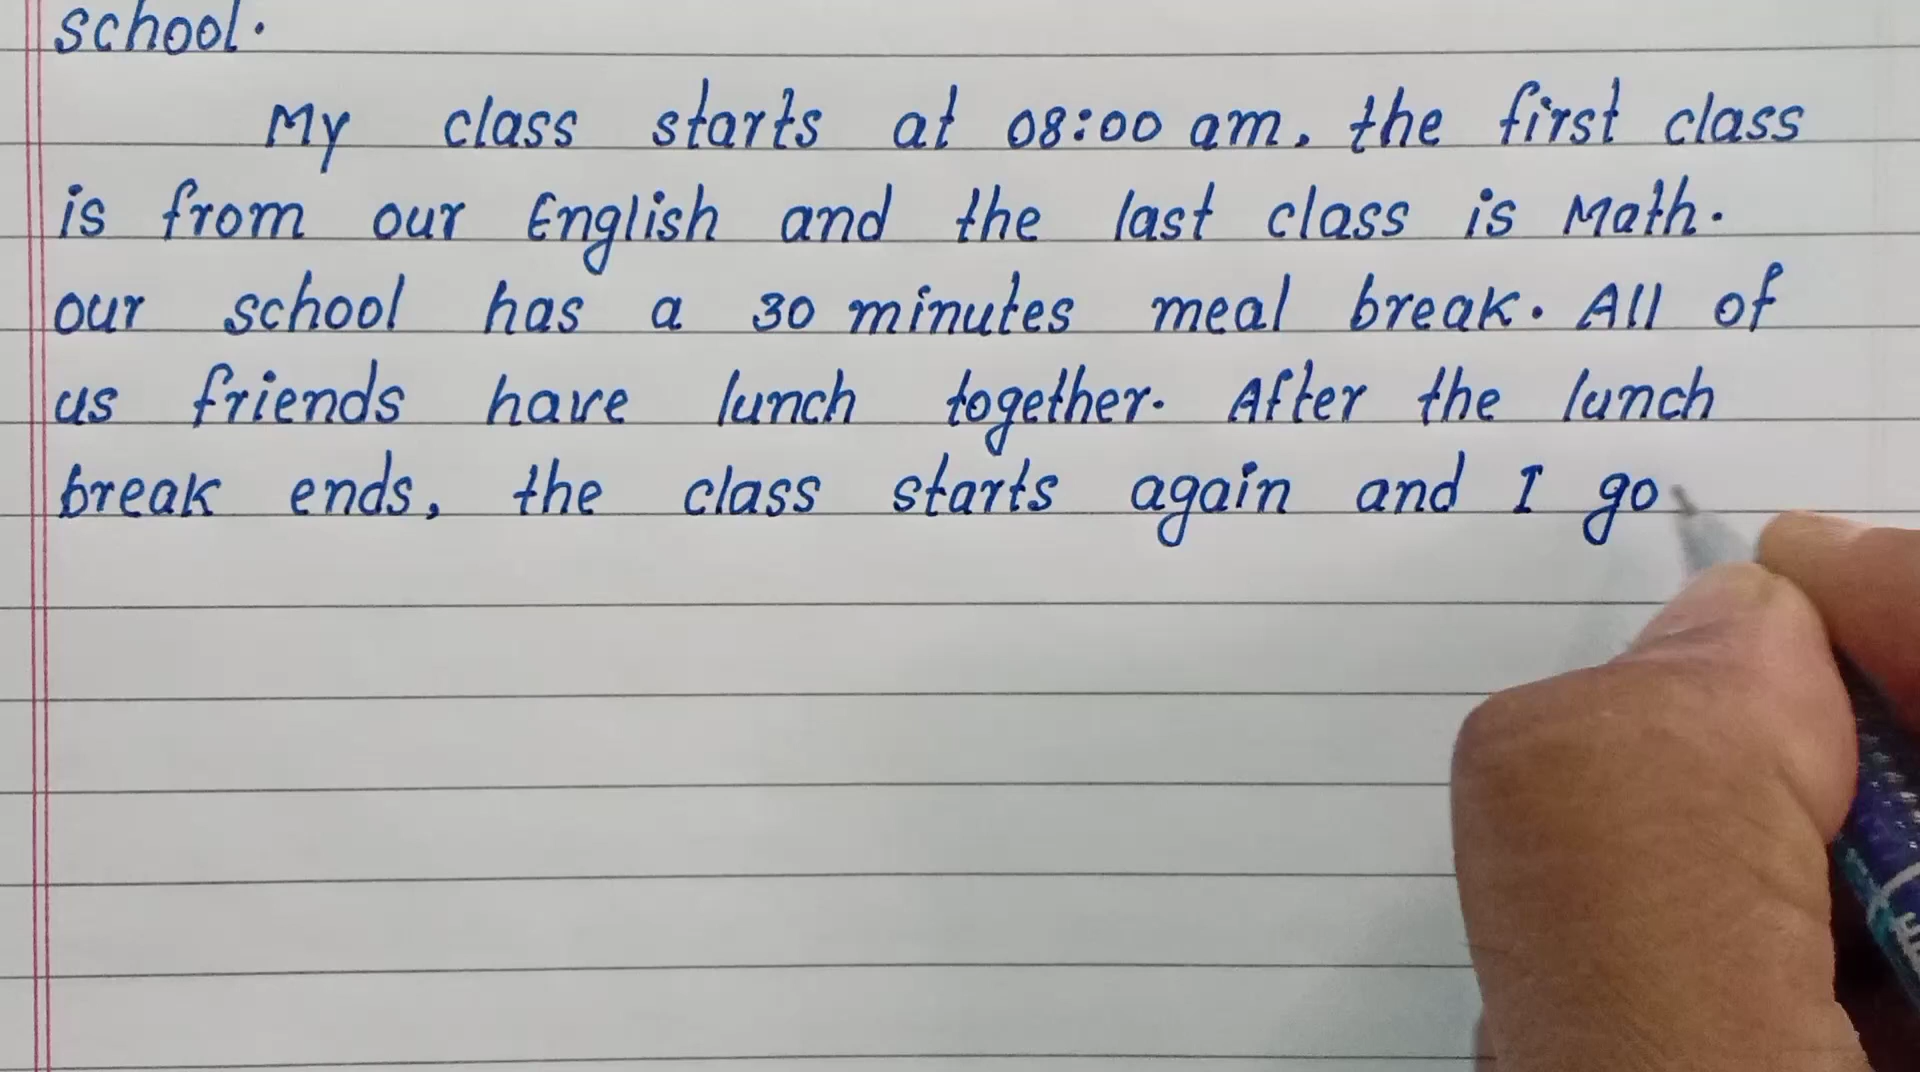 school.
My class starts at 08:00 am. the first class
is from our English and the last class is Math.
our school has a 30 minutes meal break. All of
us friends have lunch together. After the lunch
break ends, the class starts again and I go